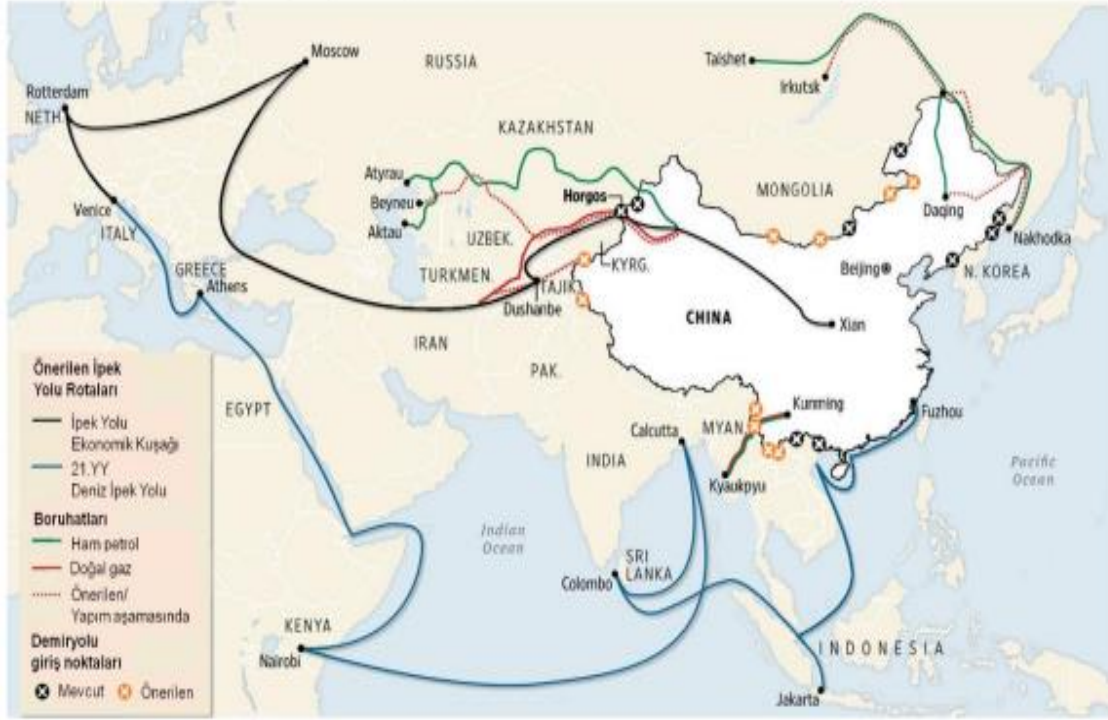 Moscow
RUSSIA
Taishet
Irkutsk
Rotterdam
NETH.
KAZAKHSTAN
Atyrau
Beyneu
Aktau
Horgos
MONGOLIA
Daqing
Nakhodka
Venice
ITALY
UZBEK.
KYRG.
Beijing
N. KOREA
GREECE
Athens
TURKMEN.
TAJIK.
Dushanbe
CHINA
Xian
IRAN
PAK.
EGYPT
Kunming
Fuzhou
MYAN.
Calcutta
INDIA
Kyaukpyu
Pacific
Ocean
Indian
Ocean
SRI
LANKA
Colombo
KENYA
Nairobi
INDONESIA
Jakarta
Önerilen İpek
Yolu Rotaları
İpek Yolu
Ekonomik Kuşağı
21.YY
Deniz İpek Yolu
Boruhatları
Ham petrol
Doğal gaz
Önerilen/
Yapım aşamasında
Demiryolu
giriş noktaları
Mevcut
Önerilen